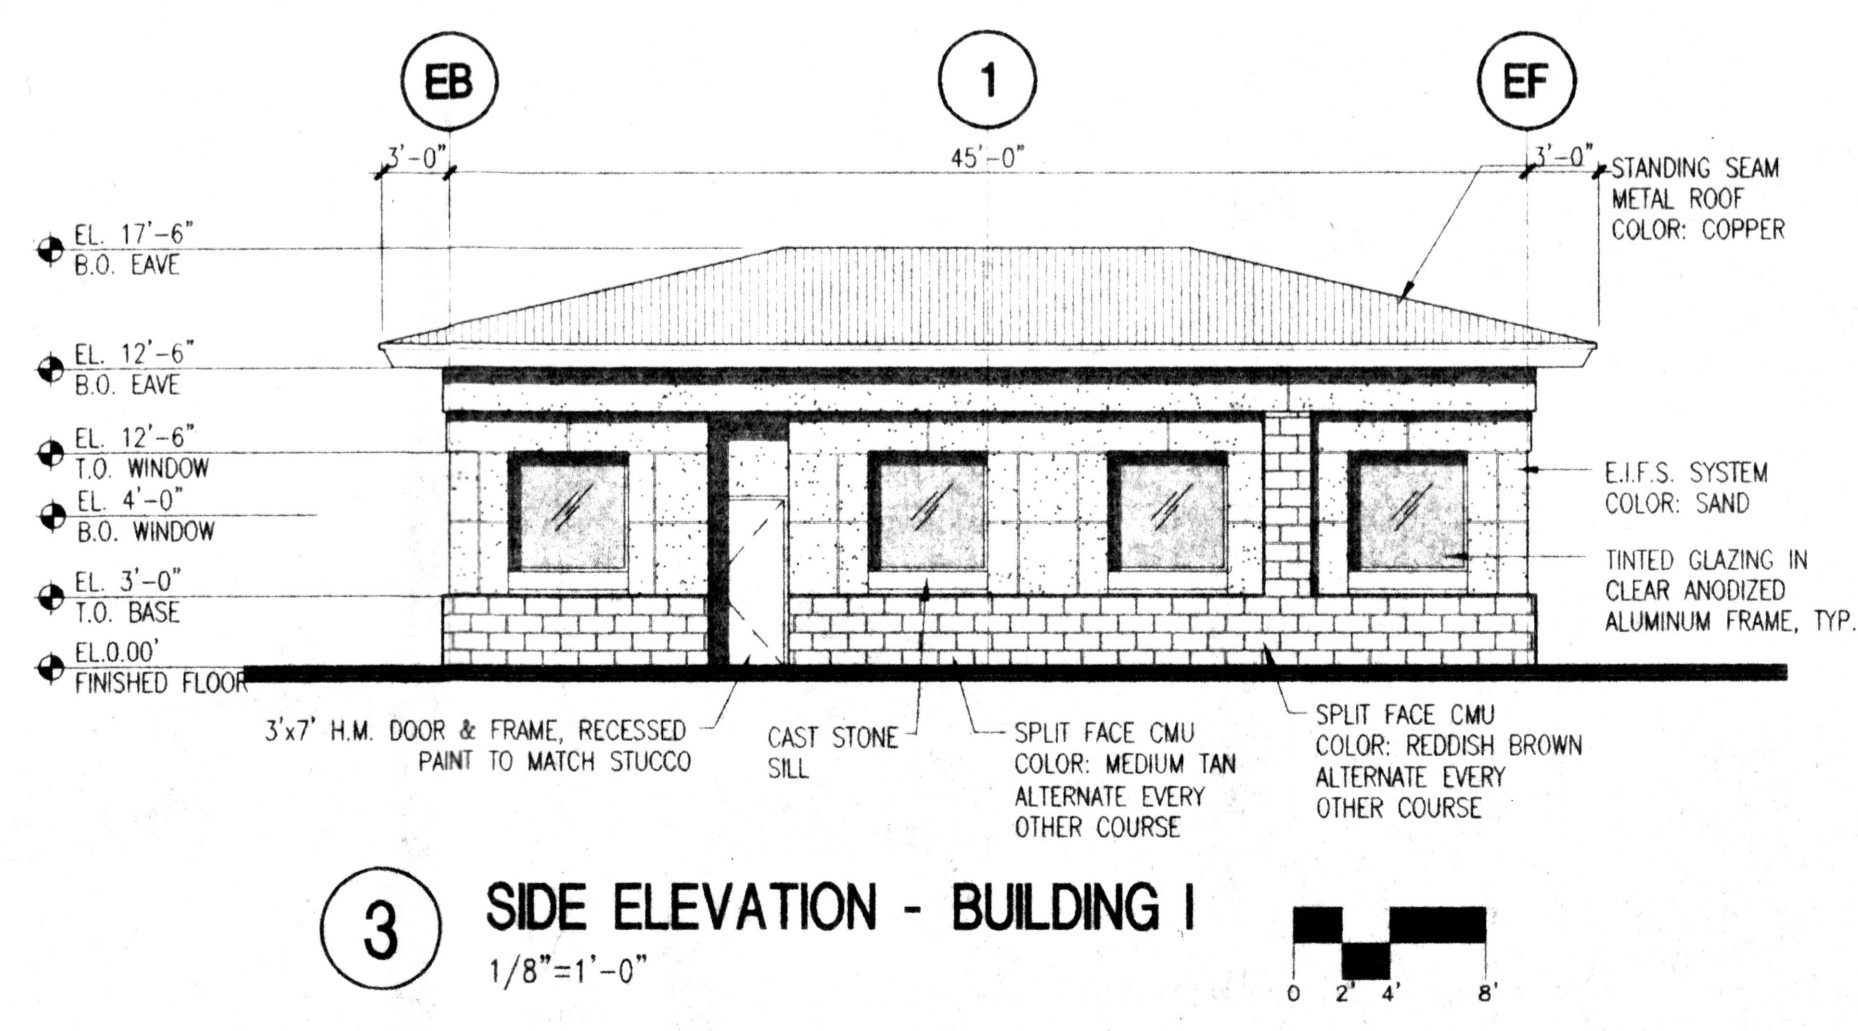 EB
1
EF
3'-0"
45'-0"
3'-0"
STANDING SEAM
METAL ROOF
COLOR: COPPER
EL. 17'-6"
B.O. EAVE
EL. 12'-6"
B.O. EAVE
EL. 12'-6"
T.O. WINDOW
EL. 4'-0"
B.O. WINDOW
EL. 3'-0"
T.O. BASE
EL.0.00'
FINISHED FLOOR
E.I.F.S. SYSTEM
COLOR: SAND
TINTED GLAZING IN
CLEAR ANODIZED
ALUMINUM FRAME, TYP.
3'x7' H.M. DOOR & FRAME, RECESSED
PAINT TO MATCH STUCCO
CAST STONE
SILL
SPLIT FACE CMU
COLOR: MEDIUM TAN
ALTERNATE EVERY
OTHER COURSE
SPLIT FACE CMU
COLOR: REDDISH BROWN
ALTERNATE EVERY
OTHER COURSE
3
SIDE ELEVATION - BUILDING I
1/8"=1'-0"
0 2' 4' 8'